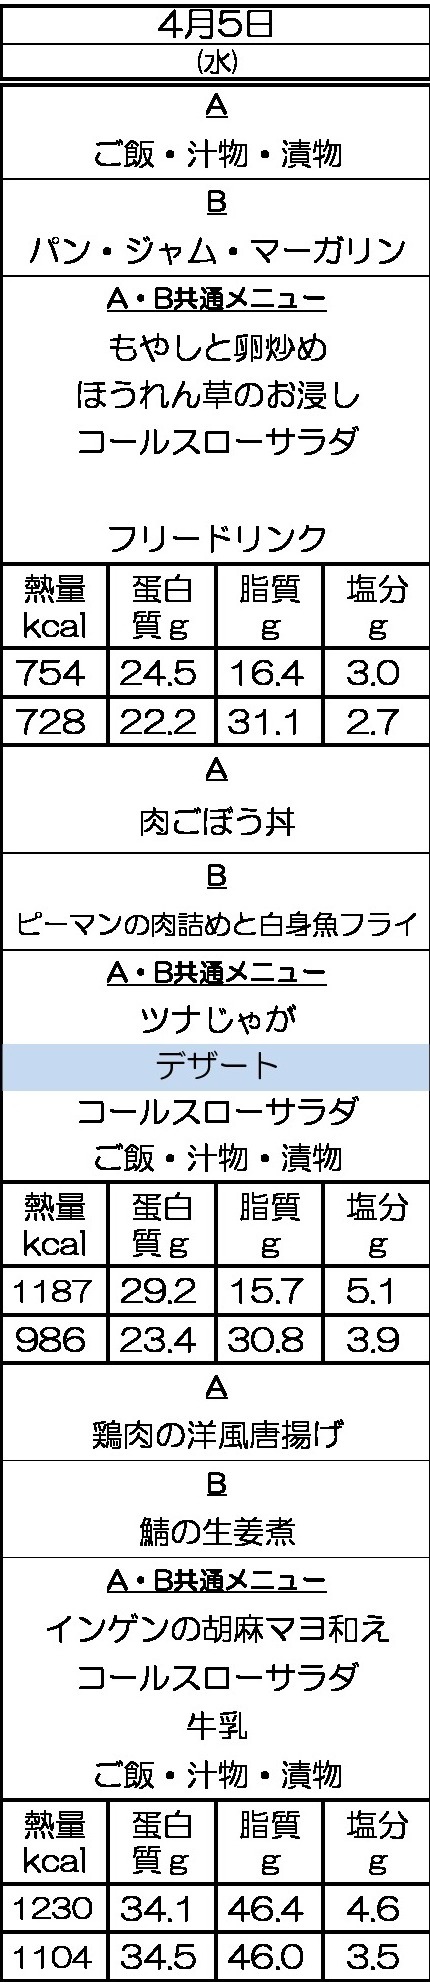 4月5日
(水)
A
ご飯・汁物・漬物
B
パン・ジャム・マーガリン
A・B共通メニュー
もやしと卵炒め
ほうれん草のお浸し
コールスローサラダ
フリードリンク
熱量 蛋白 脂質 塩分
kcal 質g g g
754 24.5 16.4 3.0
728 22.2 31.1 2.7
A
肉ごぼう丼
B
ピーマンの肉詰めと白身魚フライ
A・B共通メニュー
ツナじゃが
デザート
コールスローサラダ
ご飯・汁物・漬物
熱量 蛋白 脂質 塩分
kcal 質g g g
1187 29.2 15.7 5.1
986 23.4 30.8 3.9
A
鶏肉の洋風唐揚げ
B
鯖の生姜煮
A・B共通メニュー
インゲンの胡麻マヨ和え
コールスローサラダ
牛乳
ご飯・汁物・漬物
熱量 蛋白 脂質 塩分
kcal 質g g g
1230 34.1 46.4 4.6
1104 34.5 46.0 3.5